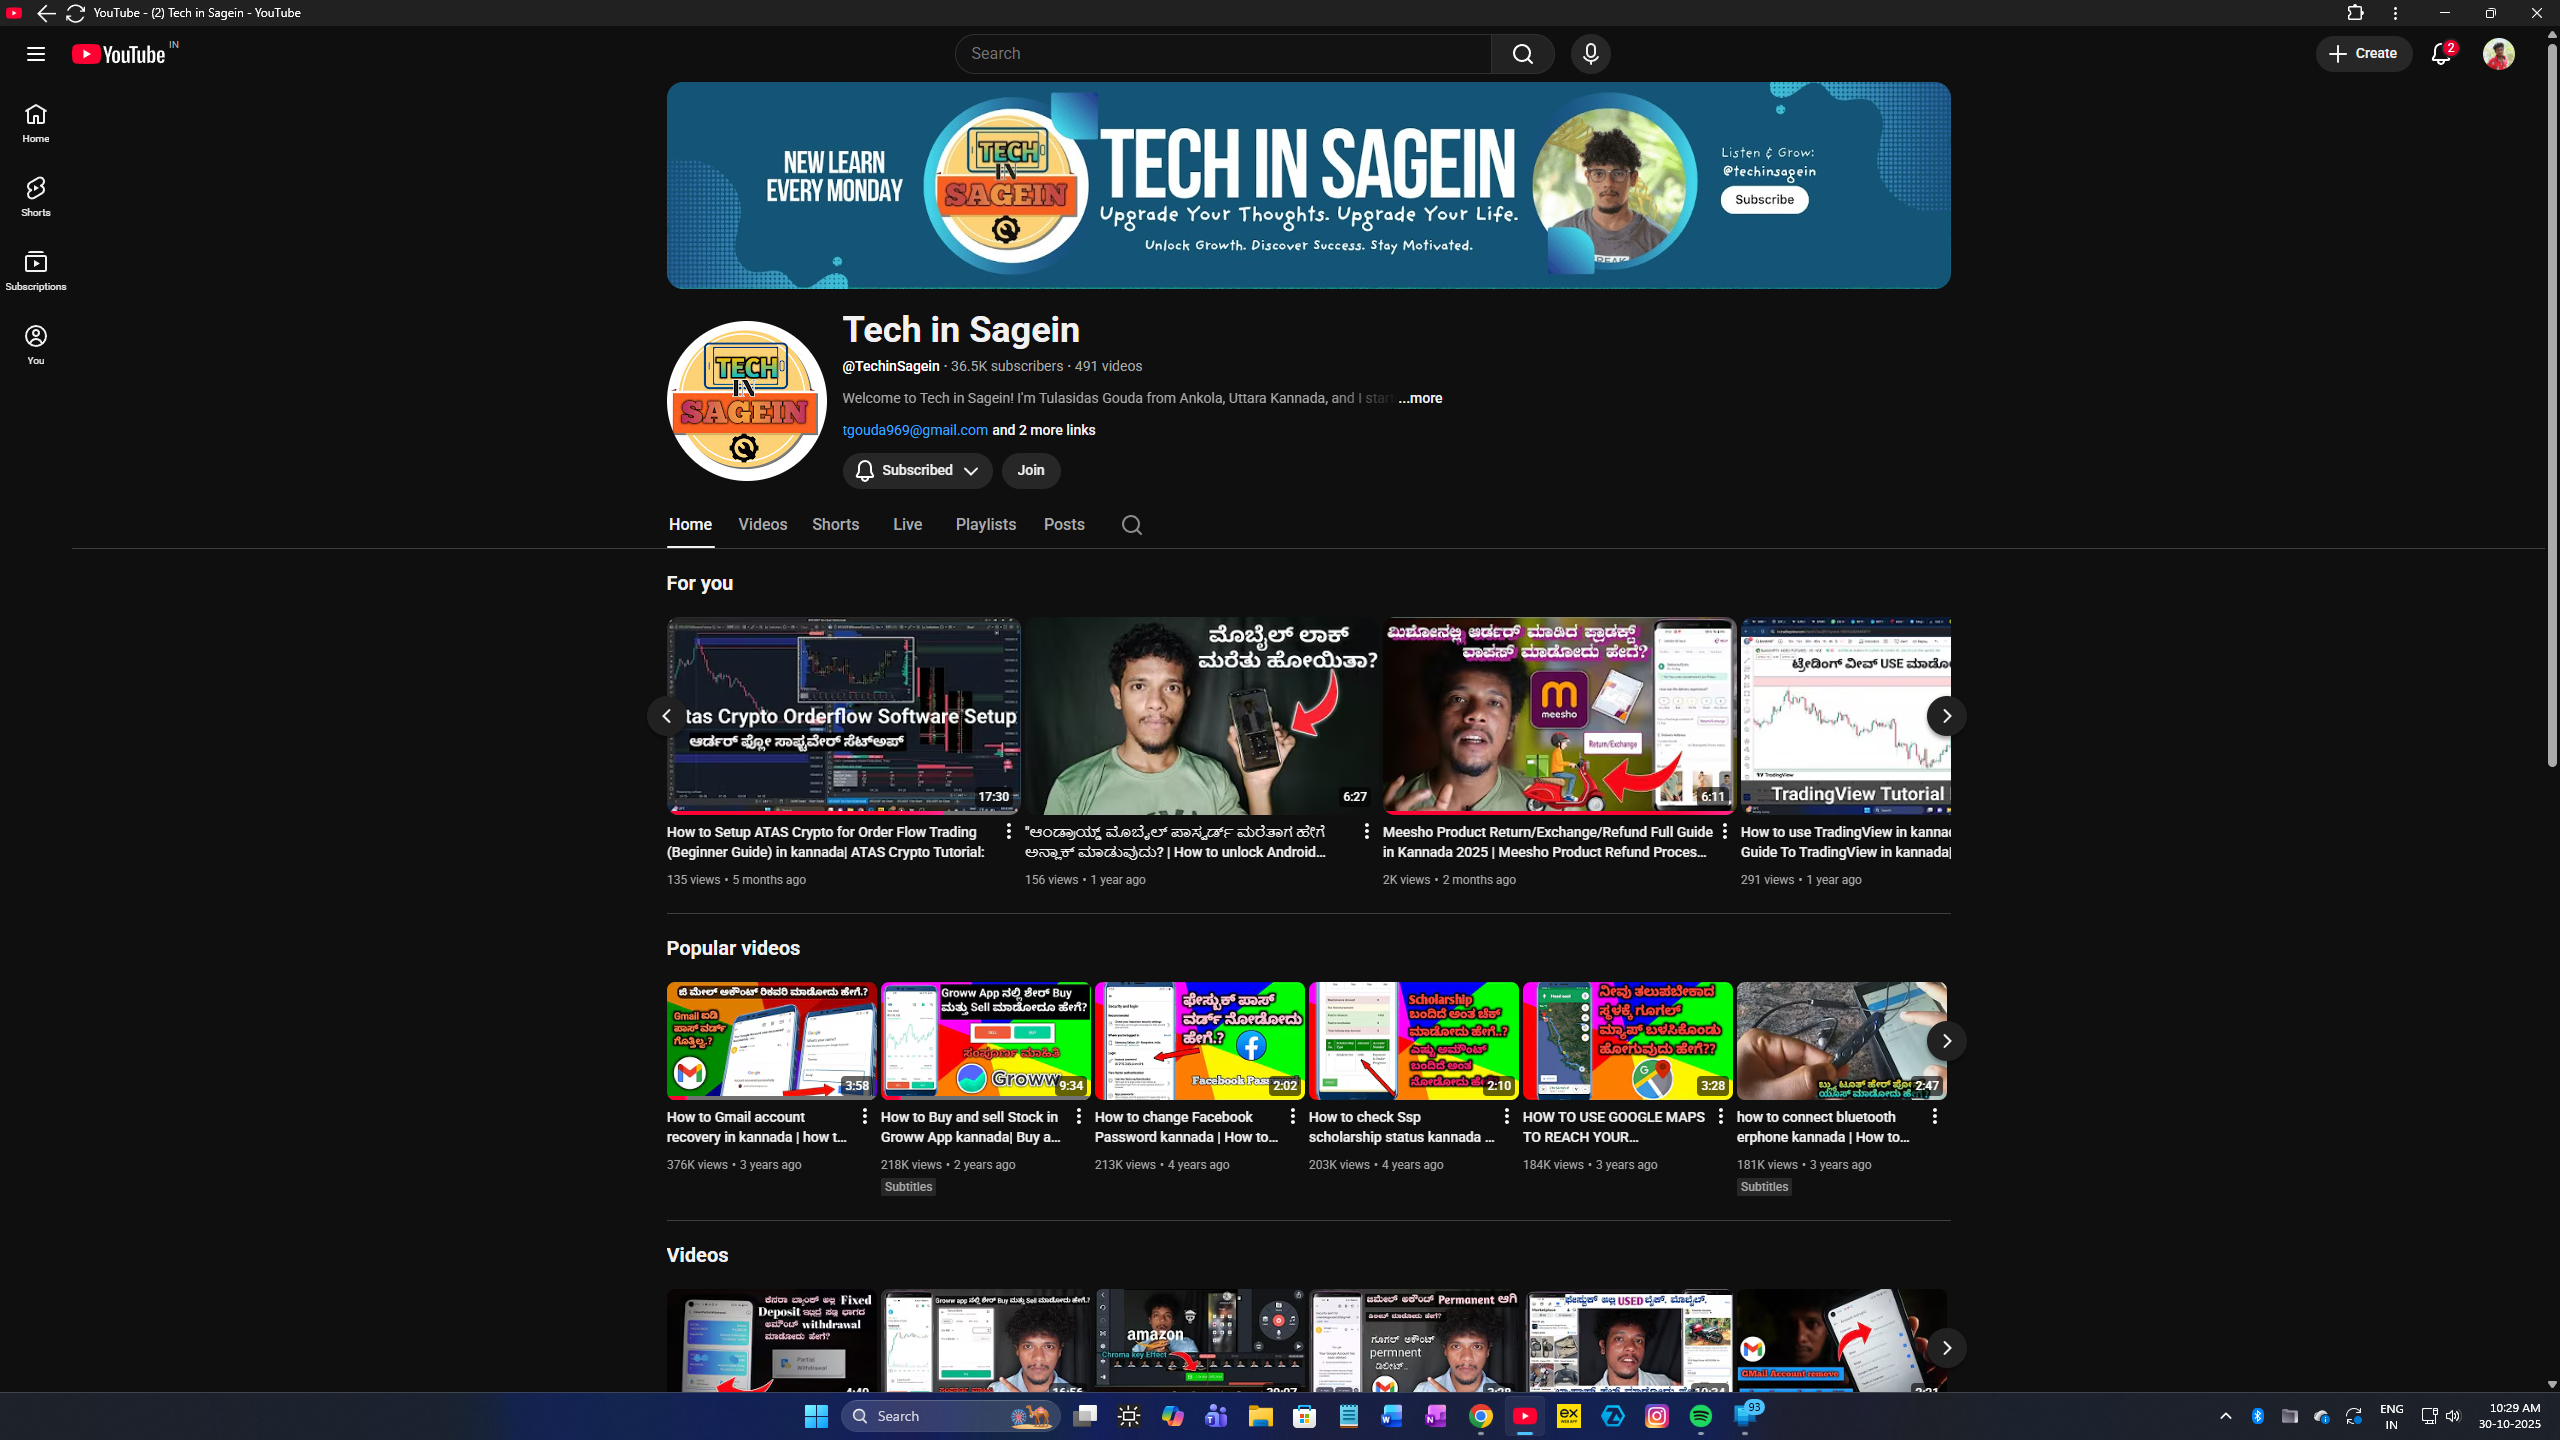 YouTube - (2) Tech in Sagein - YouTube
YouTube IN
Search
Create
2
Home
Shorts
Subscriptions
You
NEW LEARN
EVERY MONDAY
TECH
IN
SAGEIN
TECH IN SAGEIN
Upgrade Your Thoughts. Upgrade Your Life.
Unlock Growth. Discover Success. Stay Motivated.
Listen & Grow:
@techinsagein
Subscribe
TECH
IN
SAGEIN
Tech in Sagein
@TechinSagein · 36.5K subscribers · 491 videos
Welcome to Tech in Sagein! I'm Tulasidas Gouda from Ankola, Uttara Kannada, and I star ...more
tgouda969@gmail.com and 2 more links
Subscribed
Join
Home Videos Shorts Live Playlists Posts
For you
tas Crypto Orderflow Software Setup
ಆರ್ಡರ್ ಫ್ಲೋ ಸಾಫ್ಟವೇರ್ ಸೆಟ್ಅಪ್
17:30
ಮೊಬೈಲ್ ಲಾಕ್
ಮರೆತು ಹೋಯಿತಾ?
6:27
ಮಿಶೋನಲ್ಲಿ ಆರ್ಡರ್ ಮಾಡಿದ ಪ್ರಾಡಕ್ಟ್
ವಾಪಸ್ ಮಾಡೋದು ಹೇಗೆ?
meesho
Return/Exchange
6:11
ಟ್ರೇಡಿಂಗ್ ವೀವ್ USE ಮಾಡೋ
TradingView
TradingView Tutorial
How to Setup ATAS Crypto for Order Flow Trading
(Beginner Guide) in kannada| ATAS Crypto Tutorial:
135 views • 5 months ago
"ಆಂಡ್ರಾಯ್ಡ್ ಮೊಬೈಲ್ ಪಾಸ್ವರ್ಡ್ ಮರೆತಾಗ ಹೇಗೆ
ಅನ್ಲಾಕ್ ಮಾಡುವುದು? | How to unlock Android...
156 views • 1 year ago
Meesho Product Return/Exchange/Refund Full Guide
in Kannada 2025 | Meesho Product Refund Proces...
2K views • 2 months ago
How to use TradingView in kannad
Guide To TradingView in kannada|
291 views • 1 year ago
Popular videos
ಜಿ ಮೇಲ್ ಅಕೌಂಟ್ ರಿಕವರಿ ಮಾಡೋದು ಹೇಗೆ.?
Gmail ಐಡಿ
ಪಾಸ್ ವರ್ಡ್
ಗೊತ್ತಿಲ್ವ.?
3:58
Groww App ನಲ್ಲಿ ಶೇರ್ Buy
ಮತ್ತು Sell ಮಾಡೋದೂ ಹೇಗೆ?
ಸಂಪೂರ್ಣ ಮಾಹಿತಿ
Groww
9:34
ಫೇಸ್ಬುಕ್ ಪಾಸ್
ವರ್ಡ್ ನೋಡೋದು
ಹೇಗೆ.?
Facebook Pass
2:02
Scholarship
ಬಂದಿದೆ ಅಂತ ಚೆಕ್
ಮಾಡೋದು ಹೇಗೆ..?
ಎಷ್ಟು ಅಮೌಂಟ್
ಬಂದಿದೆ ಅಂತ
ನೋಡೋದು ಹೇಗೆ
2:10
ನೀವು ತಲುಪಬೇಕಾದ
ಸ್ಥಳಕ್ಕೆ ಗೂಗಲ್
ಮ್ಯಾಪ್ ಬಳಸಿಕೊಂಡು
ಹೋಗುವುದು ಹೇಗೆ??
3:28
2:47
How to Gmail account
recovery in kannada | how t...
376K views • 3 years ago
How to Buy and sell Stock in
Groww App kannada| Buy a...
218K views • 2 years ago
Subtitles
How to change Facebook
Password kannada | How to...
213K views • 4 years ago
How to check Ssp
scholarship status kannada ...
203K views • 4 years ago
HOW TO USE GOOGLE MAPS
TO REACH YOUR...
184K views • 3 years ago
how to connect bluetooth
erphone kannada | How to...
181K views • 3 years ago
Subtitles
Videos
ಕೆನರಾ ಬ್ಯಾಂಕ್ ಅಲ್ಲಿ Fixed
Deposit ಇಟ್ಟಿದ್ರೆ ಸಣ್ಣ ಭಾಗದ
ಅಮೌಂಟ್ withdrawal
ಮಾಡೋದು ಹೇಗೆ?
Partial
Withdrawal
Groww app ನಲ್ಲಿ ಶೇರ್ Buy ಮತ್ತು Sell ಮಾಡೋದು ಹೇಗೆ.?
amazon
Chroma key Effect
ಜಿಮೇಲ್ ಅಕೌಂಟ್ Permanent ಆಗಿ
ಡಿಲೀಟ್ ಮಾಡೋದು ಹೇಗೆ?
ಗೂಗಲ್ ಅಕೌಂಟ್
permnent
ಡಿಲೀಟ್..
ಫೇಸ್ಬುಕ್ ಅಲ್ಲಿ USED ಬೈಕ್, ಮೊಬೈಲ್,
GMail Account remove
Search
93
ENG
IN
10:29 AM
30-10-2025